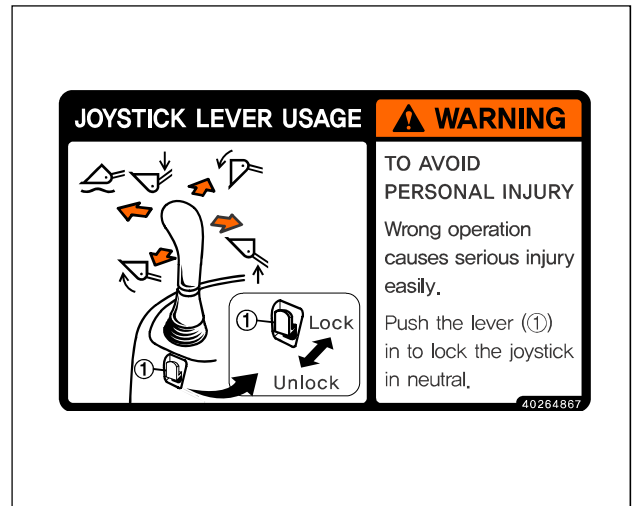 JOYSTICK LEVER USAGE
WARNING
TO AVOID
PERSONAL INJURY
Wrong operation
causes serious injury
easily.
Push the lever (①)
in to lock the joystick
in neutral.
① Lock
Unlock
①
40264867